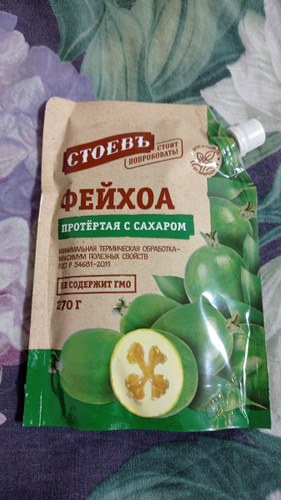 СТОЕВЪ
СТОИТ
ПОПРОБОВАТЬ!
ФЕЙХОА
ПРОТЁРТАЯ С САХАРОМ
МИНИМАЛЬНАЯ ТЕРМИЧЕСКАЯ ОБРАБОТКА-
МАКСИМУМ ПОЛЕЗНЫХ СВОЙСТВ
ГОСТ Р 54681-2011
НЕ СОДЕРЖИТ ГМО
270 Г